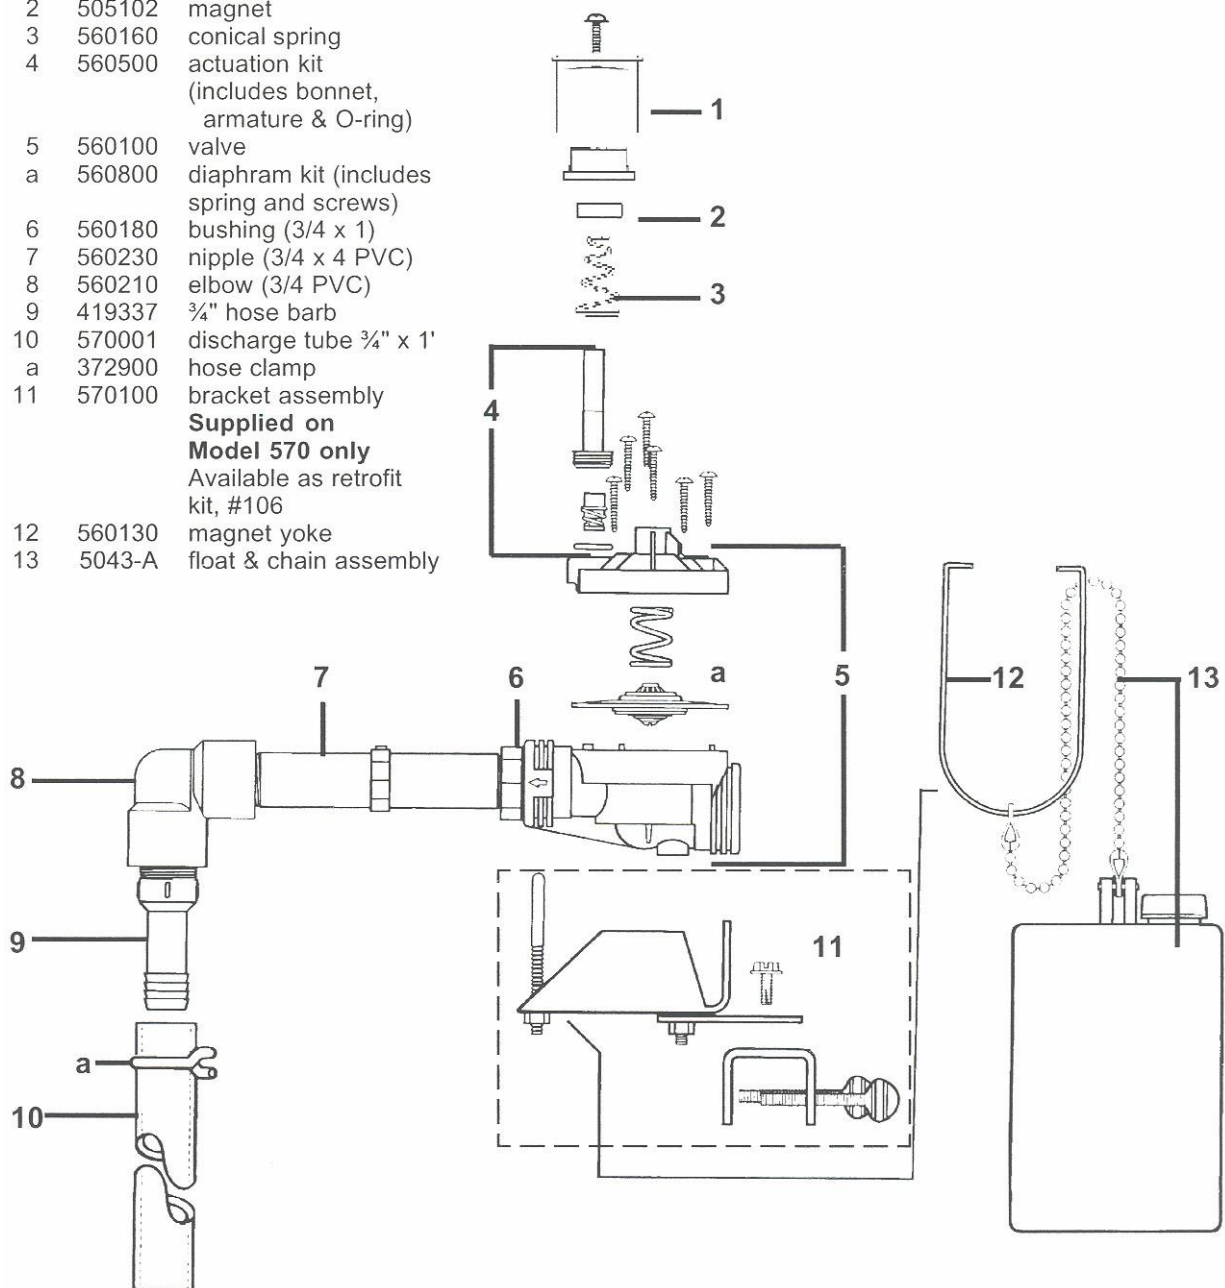 2 505102 magnet
3 560160 conical spring
4 560500 actuation kit
(includes bonnet,
armature & O-ring)
5 560100 valve
a 560800 diaphram kit (includes
spring and screws)
6 560180 bushing (3/4 x 1)
7 560230 nipple (3/4 x 4 PVC)
8 560210 elbow (3/4 PVC)
9 419337 ¾" hose barb
10 570001 discharge tube ¾" x 1'
a 372900 hose clamp
11 570100 bracket assembly
Supplied on
Model 570 only
Available as retrofit
kit, #106
12 560130 magnet yoke
13 5043-A float & chain assembly
1
2
3
4
5
a
6
7
8
12
13
9
11
a
10